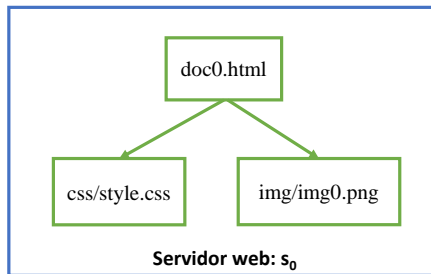 doc0.html
css/style.css
img/img0.png
Servidor web: s₀